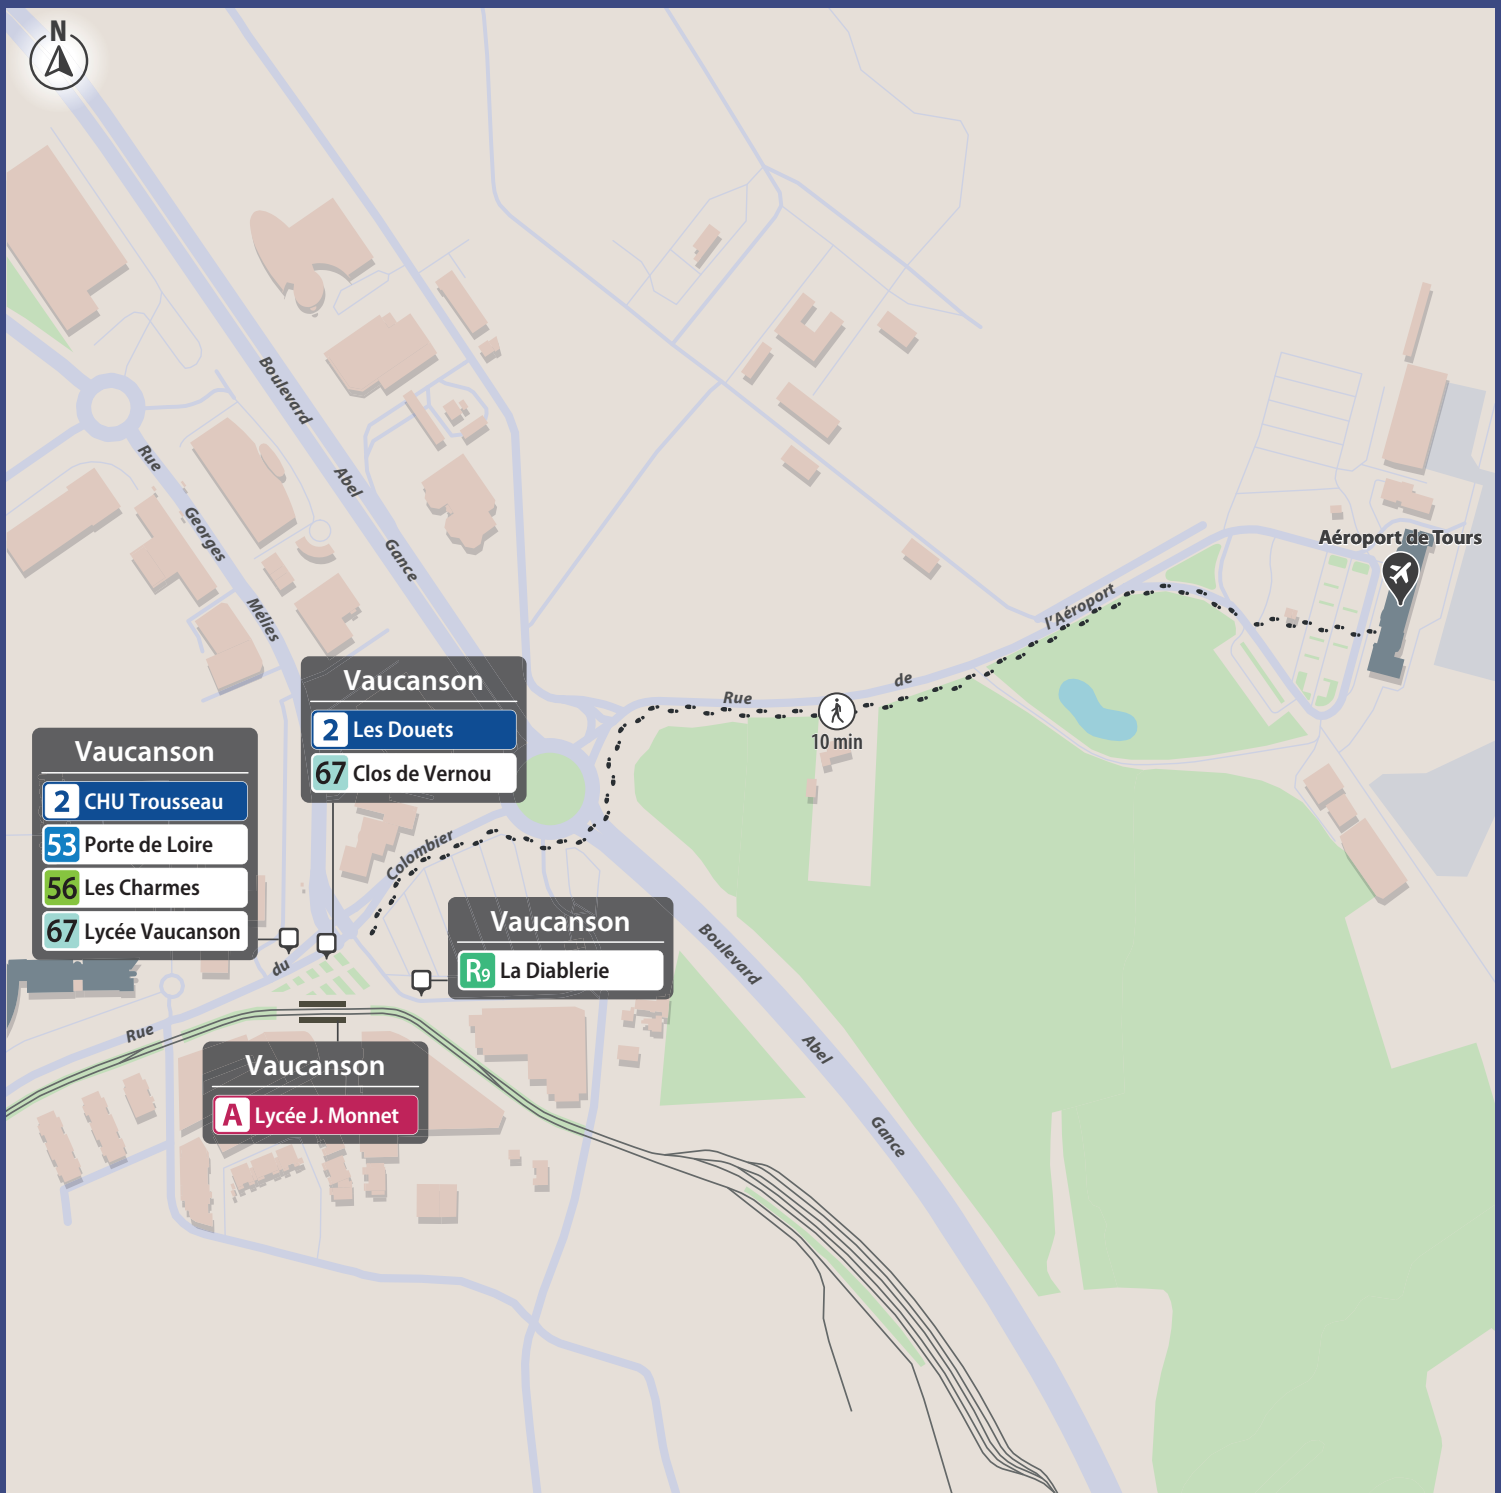 N
Boulevard
Abel
Gance
Rue
Georges
Mélies
Aéroport de Tours
Rue
de
l'Aéroport
10 min
Vaucanson
2 Les Douets
67 Clos de Vernou
Vaucanson
2 CHU Trousseau
53 Porte de Loire
56 Les Charmes
67 Lycée Vaucanson
Rue
du
Colombier
Vaucanson
R9 La Diablerie
Boulevard
Abel
Gance
Vaucanson
A Lycée J. Monnet